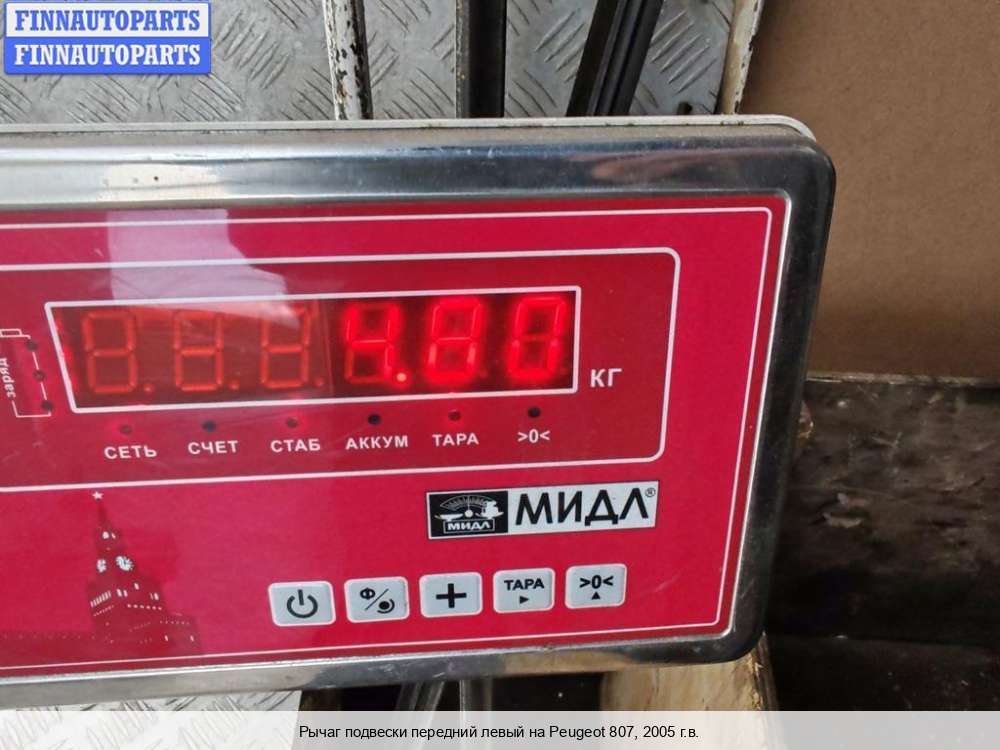 FINNAUTOPARTS
FINNAUTOPARTS
4.80
КГ
заряд
СЕТЬ СЧЕТ СТАБ АККУМ ТАРА >0<
МИДЛ МИДЛ®
Ф ТАРА >0<
Рычаг подвески передний левый на Peugeot 807, 2005 г.в.